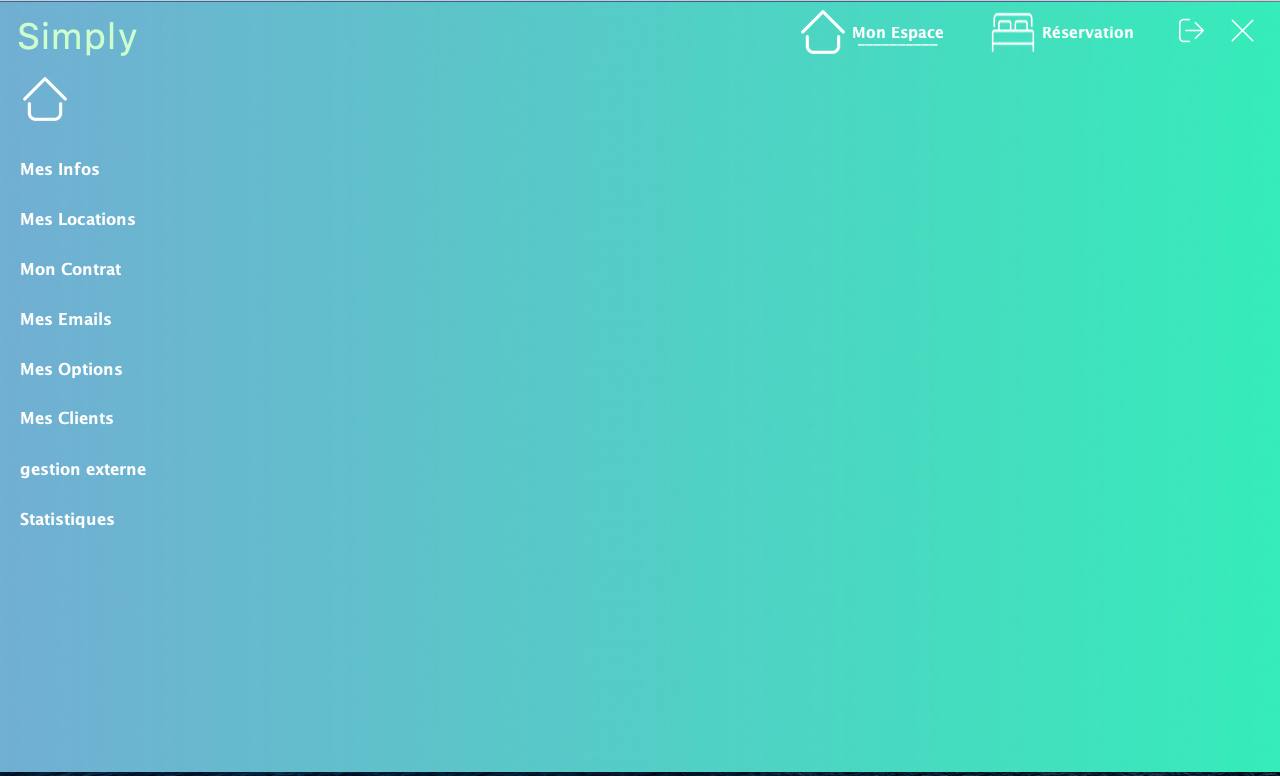 Simply
Mon Espace
Réservation
Mes Infos
Mes Locations
Mon Contrat
Mes Emails
Mes Options
Mes Clients
gestion externe
Statistiques